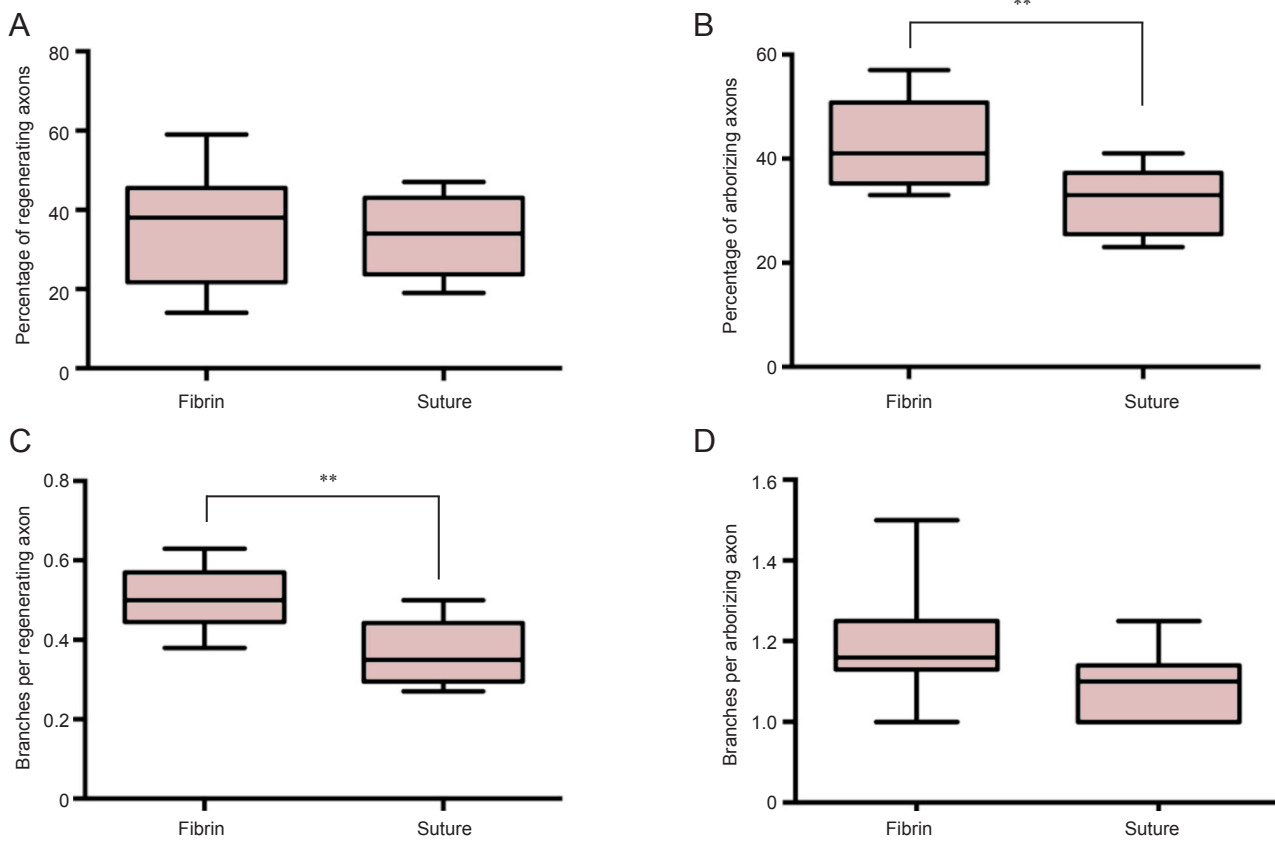 A
Percentage of regenerating axons
80
60
40
20
0
Fibrin
Suture
B
**
Percentage of arborizing axons
60
40
20
0
Fibrin
Suture
C
**
Branches per regenerating axon
0.8
0.6
0.4
0.2
0
Fibrin
Suture
D
Branches per arborizing axon
1.6
1.4
1.2
1.0
0
Fibrin
Suture